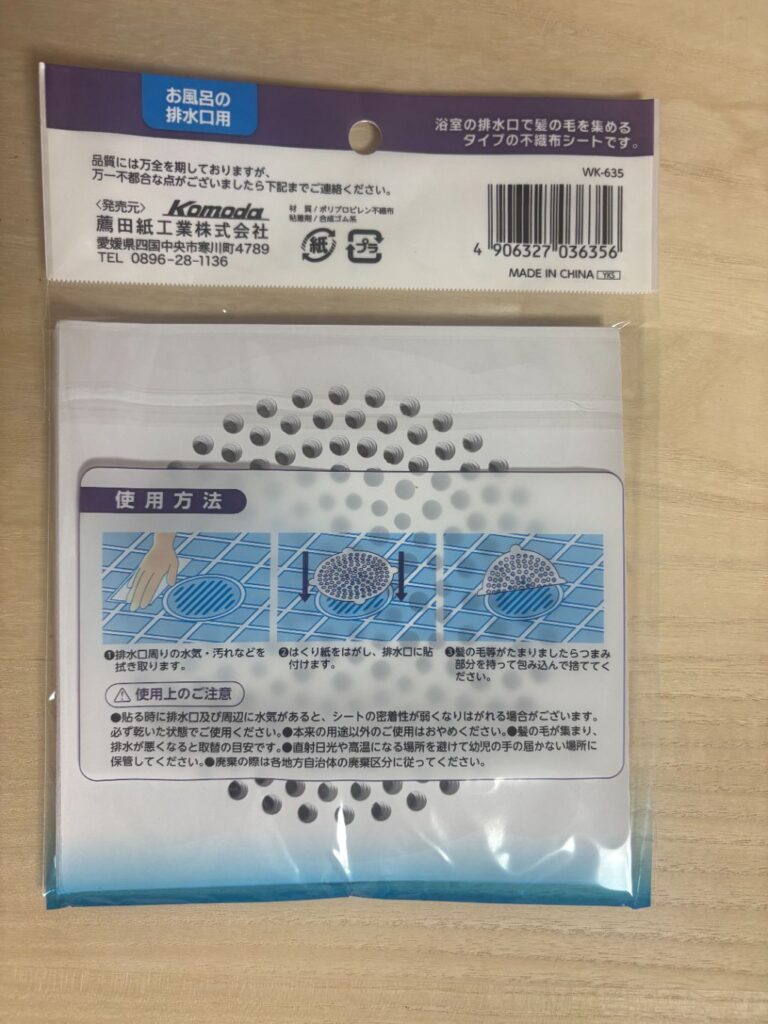 お風呂の
排水口用
浴室の排水口で髪の毛を集める
タイプの不織布シートです。
WK-635
品質には万全を期しておりますが、
万一不都合な点がございましたら下記までご連絡ください。
〈発売元〉 Komoda
薦田紙工業株式会社
愛媛県四国中央市寒川町4789
TEL 0896-28-1136
材 質/ポリプロピレン不織布
粘着剤/合成ゴム系
紙
プラ
4 906327 036356
MADE IN CHINA YKS
使用方法
❶排水口周りの水気・汚れなどを
拭き取ります。
❷はくり紙をはがし、排水口に貼
付けます。
❸髪の毛等がたまりましたらつまみ
部分を持って包み込んで捨ててく
ださい。
⚠使用上のご注意
●貼る時に排水口及び周辺に水気があると、シートの密着性が弱くなりはがれる場合がございます。
必ず乾いた状態でご使用ください。●本来の用途以外のご使用はおやめください。●髪の毛が集まり、
排水が悪くなると取替の目安です。●直射日光や高温になる場所を避けて幼児の手の届かない場所に
保管してください。●廃棄の際は各地方自治体の廃棄区分に従ってください。